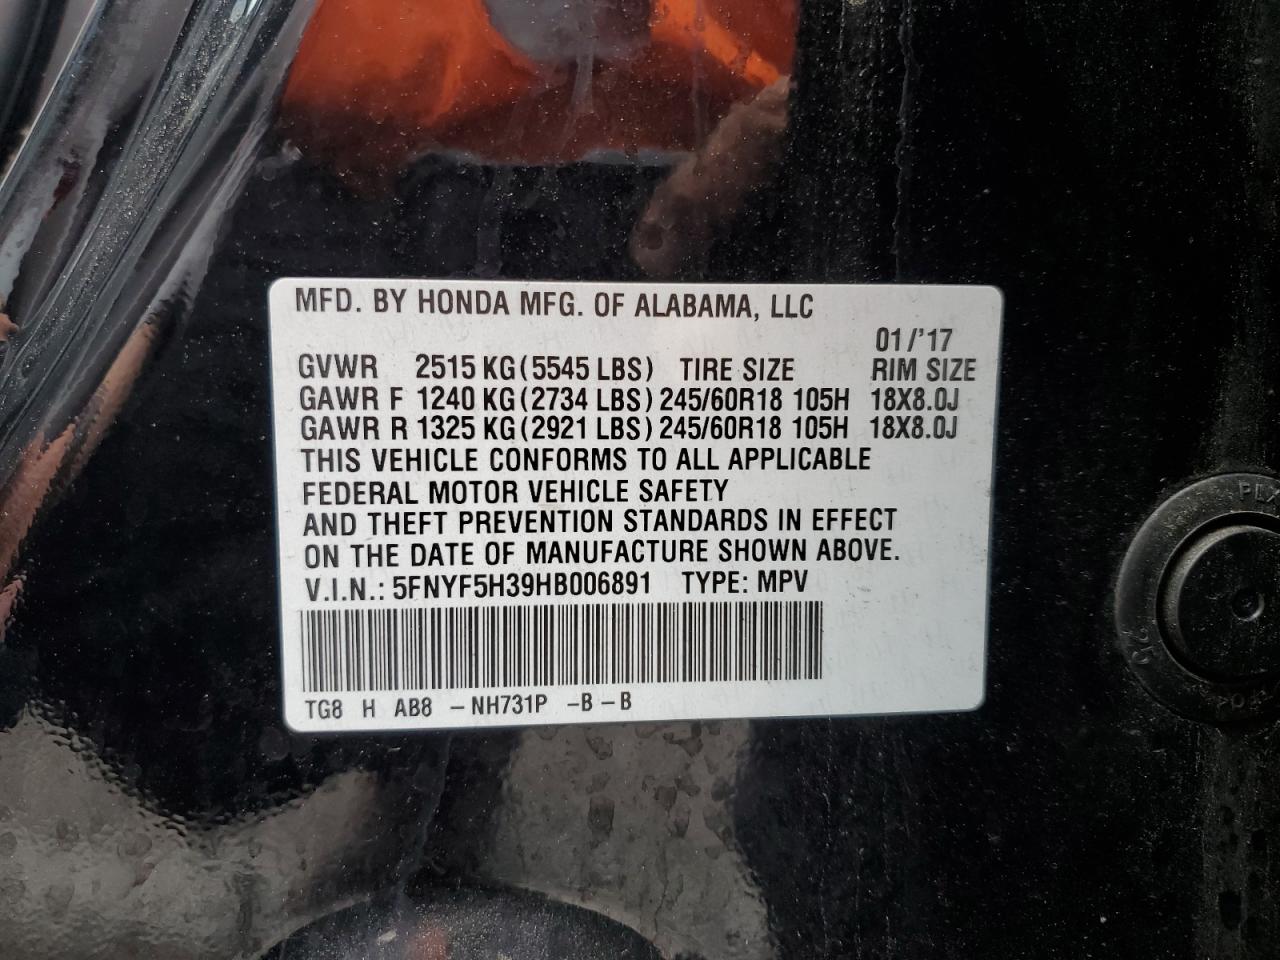 MFD. BY HONDA MFG. OF ALABAMA, LLC
01/'17
GVWR 2515 KG (5545 LBS) TIRE SIZE RIM SIZE
GAWR F 1240 KG (2734 LBS) 245/60R18 105H 18X8.0J
GAWR R 1325 KG (2921 LBS) 245/60R18 105H 18X8.0J
THIS VEHICLE CONFORMS TO ALL APPLICABLE
FEDERAL MOTOR VEHICLE SAFETY
AND THEFT PREVENTION STANDARDS IN EFFECT
ON THE DATE OF MANUFACTURE SHOWN ABOVE.
V.I.N.: 5FNYF5H39HB006891 TYPE: MPV
TG8 H AB8 -NH731P -B-B